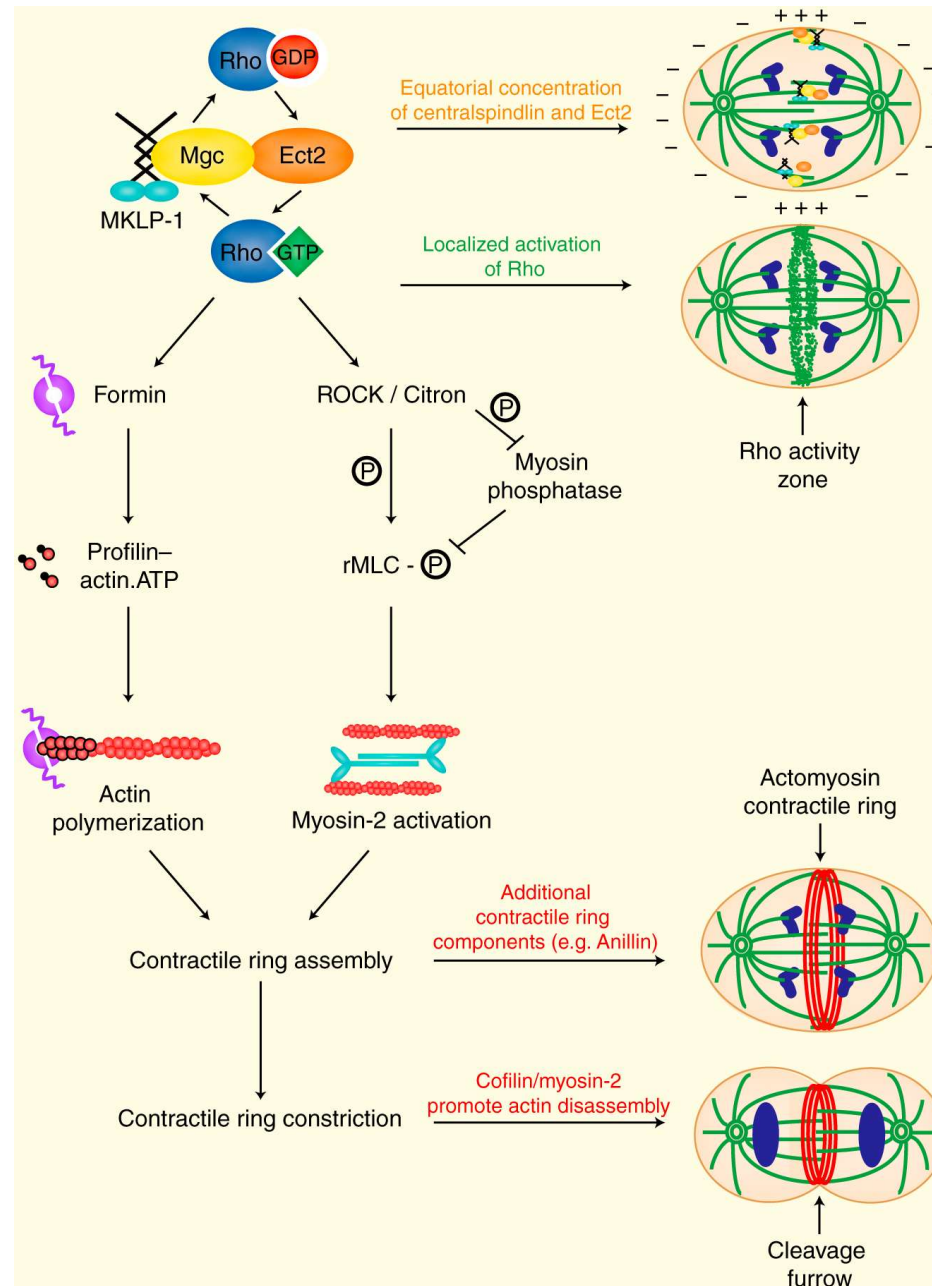 + + +
Rho GDP
Equatorial concentration
of centralspindlin and Ect2
Mgc Ect2
MKLP-1
+ + +
Rho GTP
Localized activation
of Rho
Formin
ROCK / Citron
P
Rho activity
zone
P
Myosin
phosphatase
Profilin–
actin.ATP
rMLC - P
Actin
polymerization
Myosin-2 activation
Actomyosin
contractile ring
Additional
contractile ring
components (e.g. Anillin)
Contractile ring assembly
Cofilin/myosin-2
promote actin disassembly
Contractile ring constriction
Cleavage
furrow